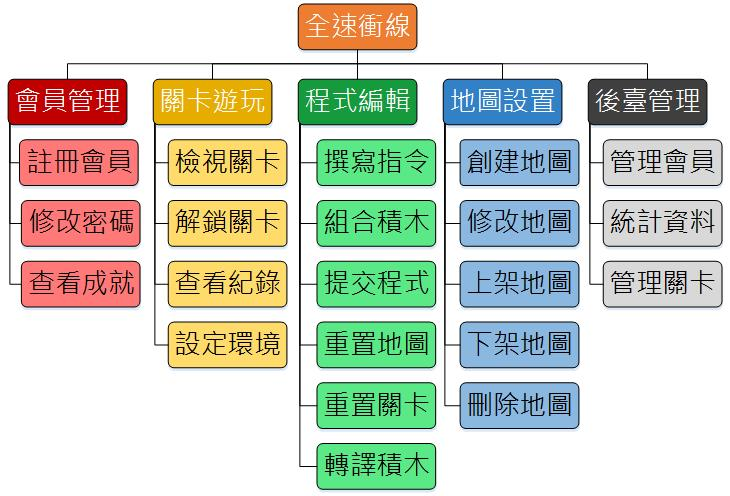 全速衝線
會員管理
註冊會員
修改密碼
查看成就
關卡遊玩
檢視關卡
解鎖關卡
查看紀錄
設定環境
程式編輯
撰寫指令
組合積木
提交程式
重置地圖
重置關卡
轉譯積木
地圖設置
創建地圖
修改地圖
上架地圖
下架地圖
刪除地圖
後臺管理
管理會員
統計資料
管理關卡